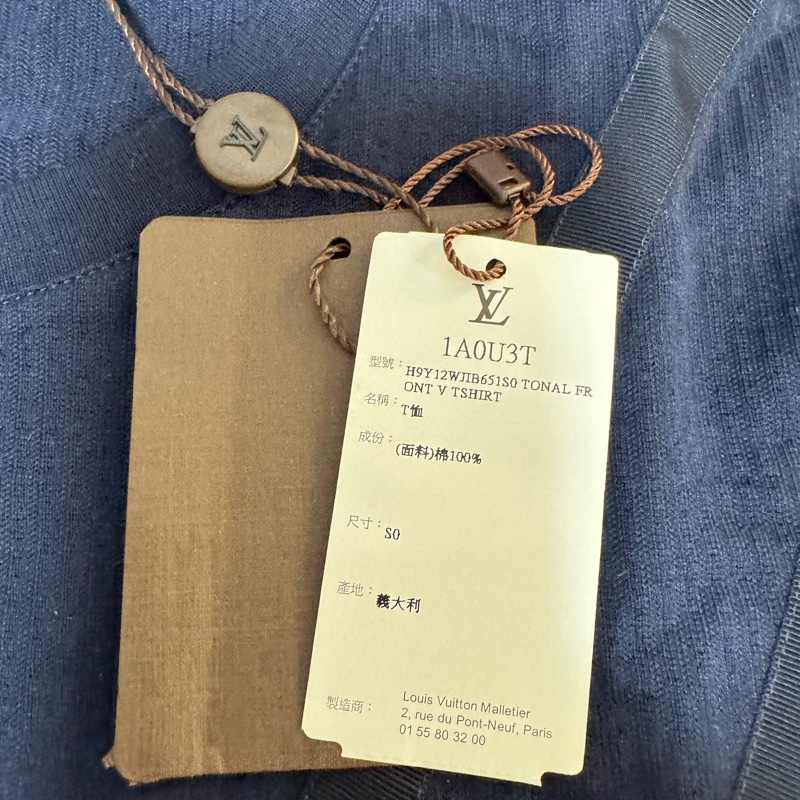 LV
LV
1A0U3T
型號：H9Y12WJIB651S0 TONAL FR
ONT V TSHIRT
名稱：T恤
成份：(面料)棉100%
尺寸：S0
產地：義大利
製造商：Louis Vuitton Malletier
2, rue du Pont-Neuf, Paris
01 55 80 32 00